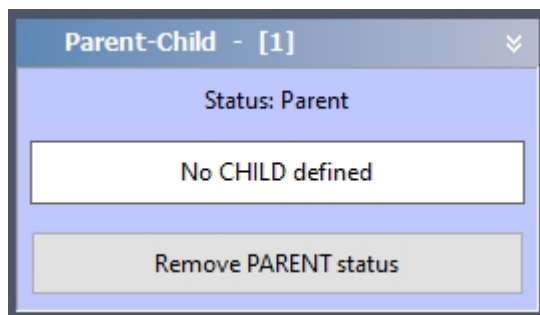 Parent-Child - [1]
Status: Parent
No CHILD defined
Remove PARENT status